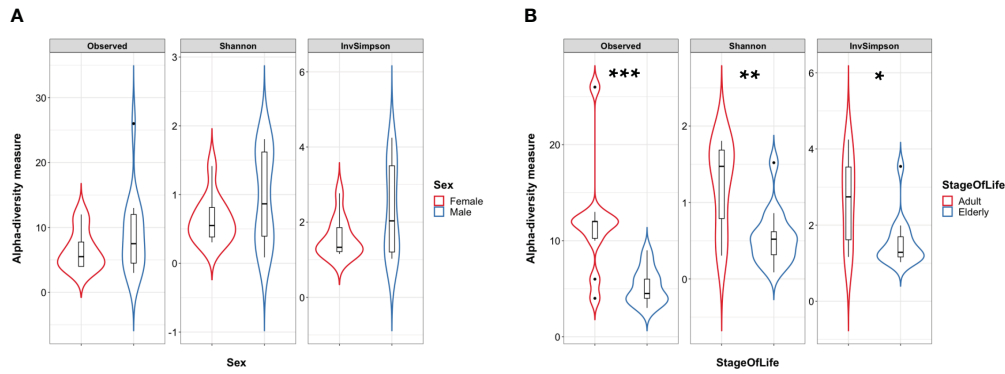 A
Observed
Shannon
InvSimpson
Alpha-diversity measure
30
20
10
0
3
2
1
0
-1
6
4
2
0
Sex
Sex
Female
Male
B
Observed
Shannon
InvSimpson
***
**
*
Alpha-diversity measure
20
10
0
2
1
0
6
4
2
0
StageOfLife
StageOfLife
Adult
Elderly